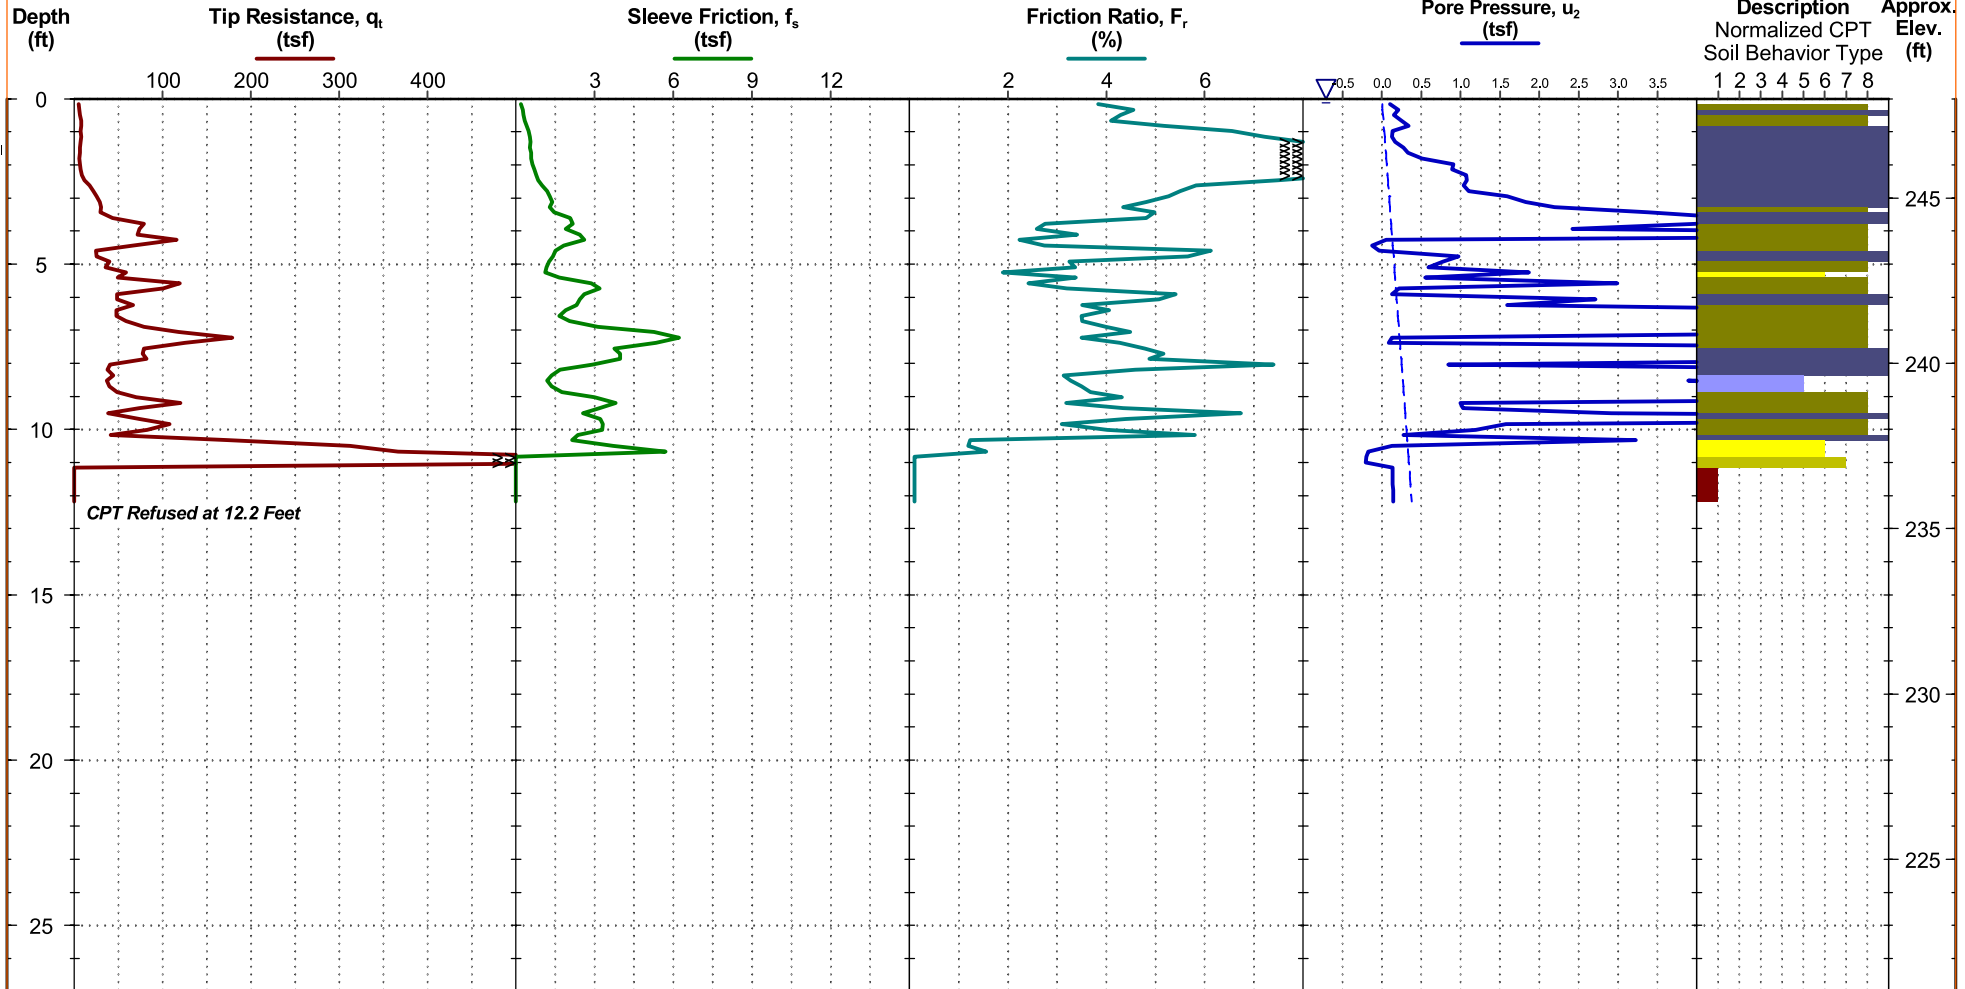 Depth
(ft)
Tip Resistance, qt
(tsf)
Sleeve Friction, fs
(tsf)
Friction Ratio, Fr
(%)
Pore Pressure, u2
(tsf)
Description
Normalized CPT
Soil Behavior Type
Approx.
Elev.
(ft)
100 200 300 400
3 6 9 12
2 4 6
-0.5 0.0 0.5 1.0 1.5 2.0 2.5 3.0 3.5
1 2 3 4 5 6 7 8
0
245
5
240
10
CPT Refused at 12.2 Feet
235
15
230
20
225
25